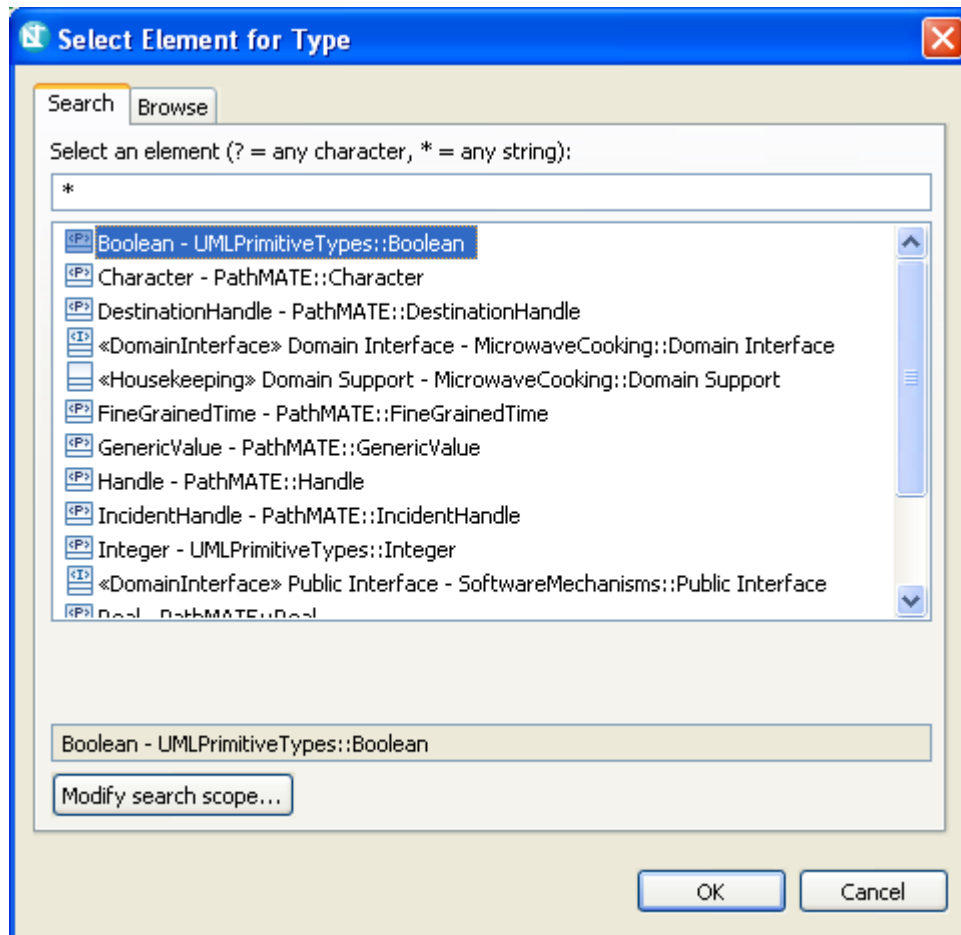 Select Element for Type
Search Browse
Select an element (? = any character, * = any string):
*
<P> Boolean - UMLPrimitiveTypes::Boolean
<P> Character - PathMATE::Character
<P> DestinationHandle - PathMATE::DestinationHandle
<I> «DomainInterface» Domain Interface - MicrowaveCooking::Domain Interface
«Housekeeping» Domain Support - MicrowaveCooking::Domain Support
<P> FineGrainedTime - PathMATE::FineGrainedTime
<P> GenericValue - PathMATE::GenericValue
<P> Handle - PathMATE::Handle
<P> IncidentHandle - PathMATE::IncidentHandle
<P> Integer - UMLPrimitiveTypes::Integer
<I> «DomainInterface» Public Interface - SoftwareMechanisms::Public Interface
<P> Real - PathMATE::Real
Boolean - UMLPrimitiveTypes::Boolean
Modify search scope...
OK Cancel